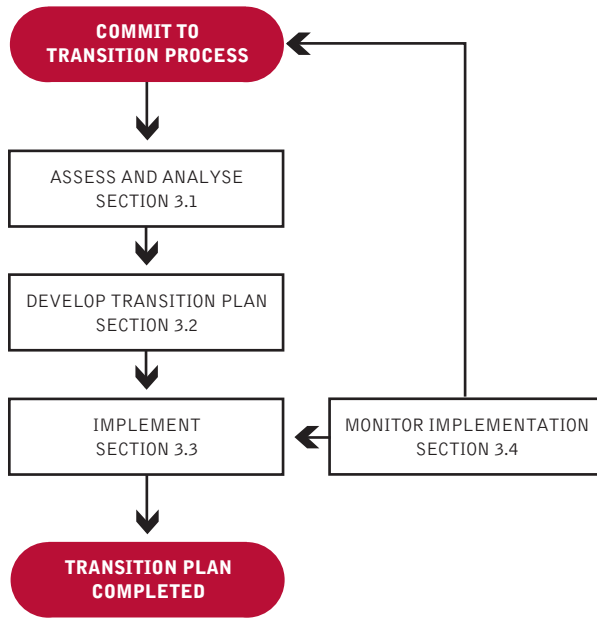 COMMIT TO
TRANSITION PROCESS
ASSESS AND ANALYSE
SECTION 3.1
DEVELOP TRANSITION PLAN
SECTION 3.2
IMPLEMENT
SECTION 3.3
MONITOR IMPLEMENTATION
SECTION 3.4
TRANSITION PLAN
COMPLETED